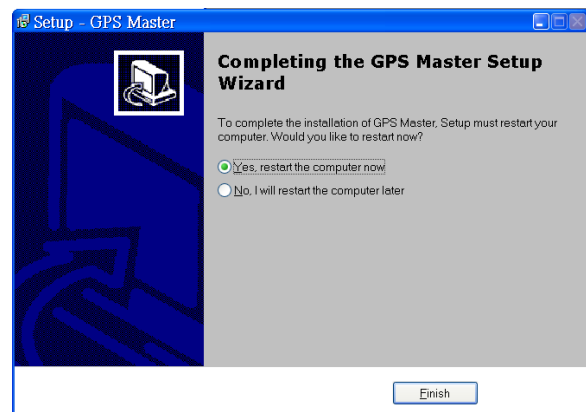 Setup - GPS Master
Completing the GPS Master Setup
Wizard
To complete the installation of GPS Master, Setup must restart your
computer. Would you like to restart now?
Yes, restart the computer now
No, I will restart the computer later
Finish